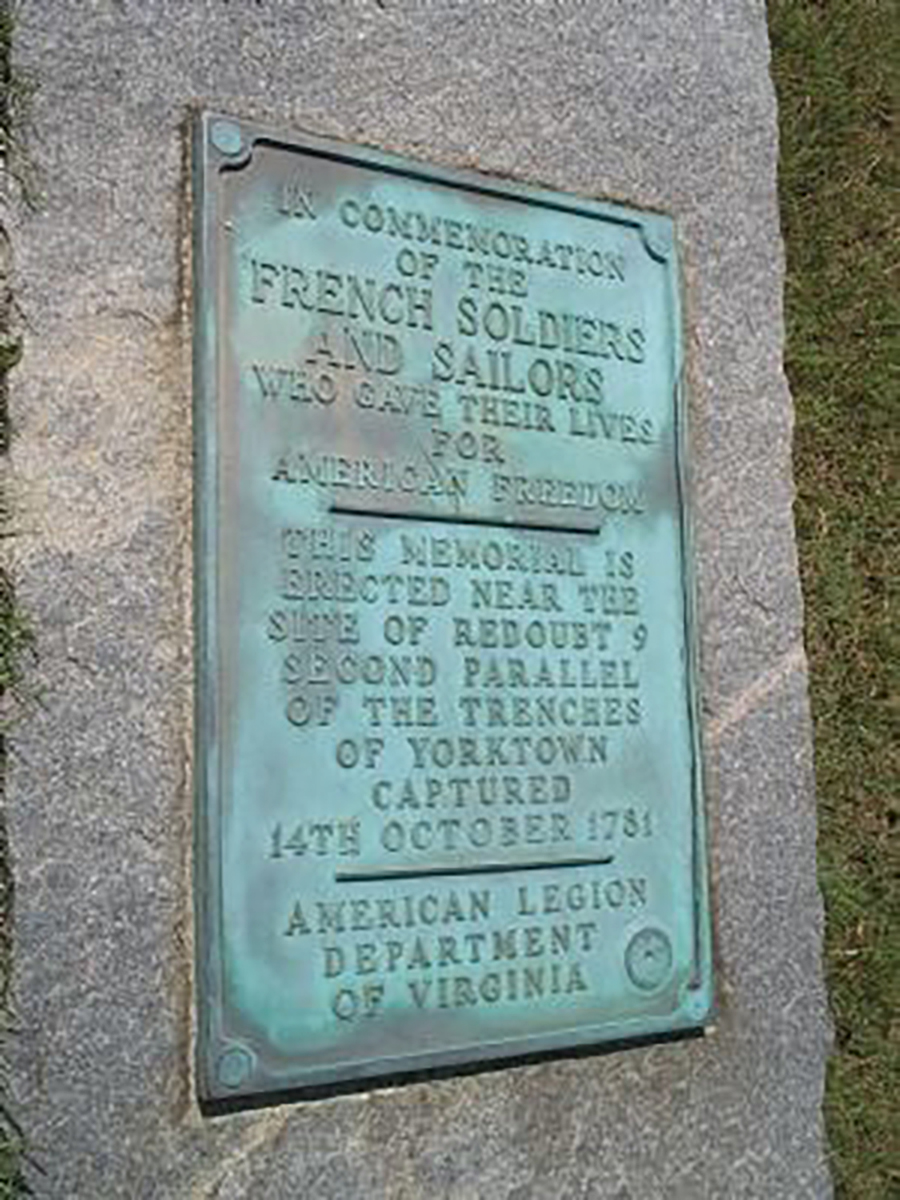 IN COMMEMORATION
OF THE
FRENCH SOLDIERS
AND SAILORS
WHO GAVE THEIR LIVES
FOR
AMERICAN FREEDOM
THIS MEMORIAL IS
ERECTED NEAR THE
SITE OF REDOUBT 9
SECOND PARALLEL
OF THE TRENCHES
OF YORKTOWN
CAPTURED
14TH OCTOBER 1781
AMERICAN LEGION
DEPARTMENT
OF VIRGINIA